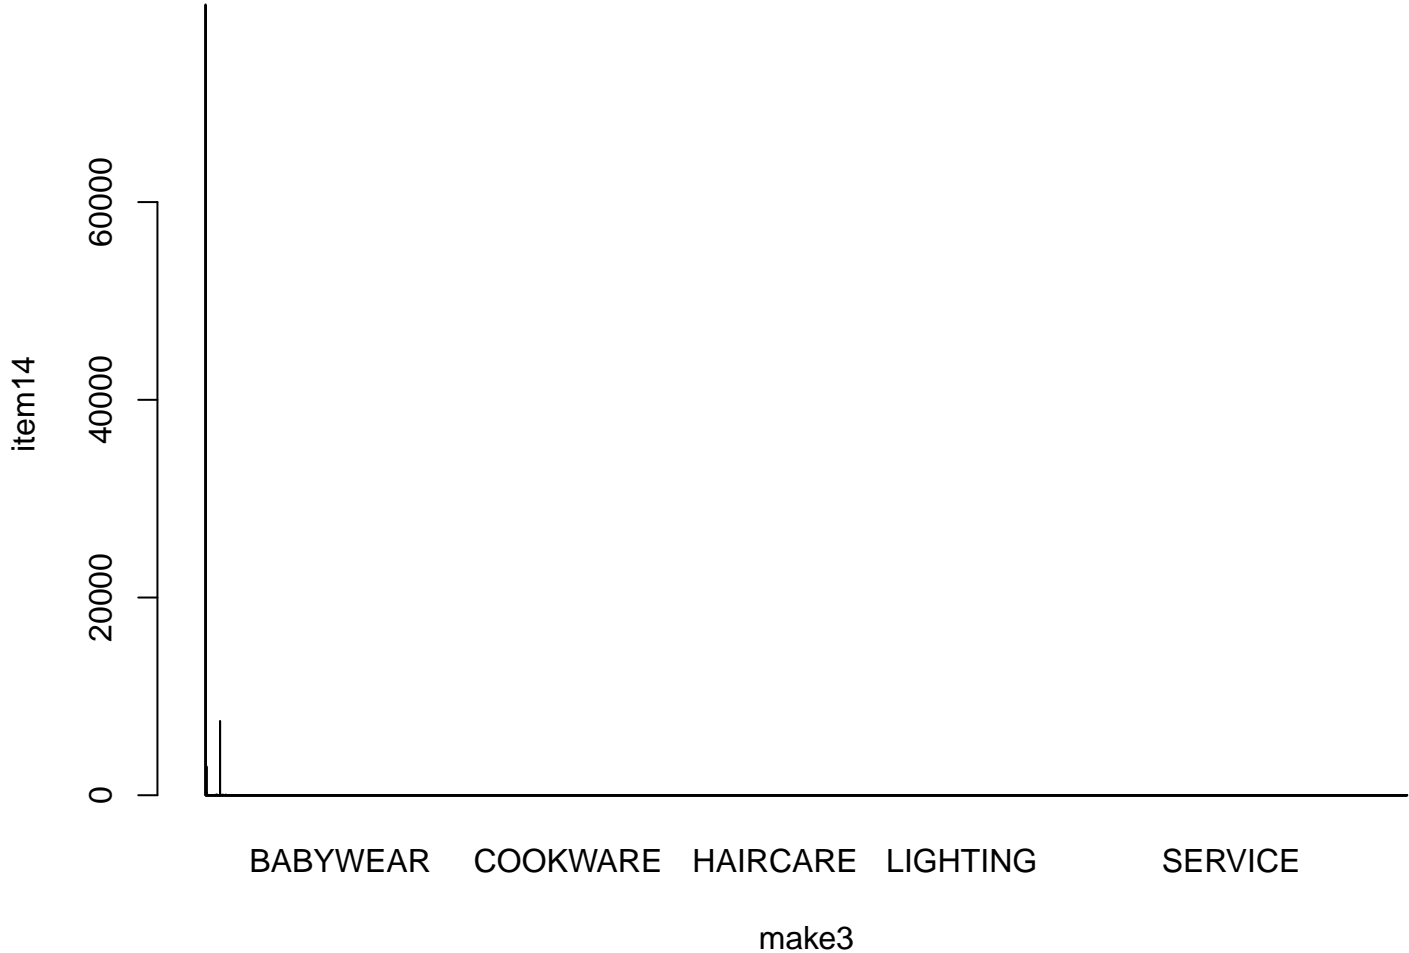 item14
60000
40000
20000
0
BABYWEAR COOKWARE HAIRCARE LIGHTING SERVICE
make3